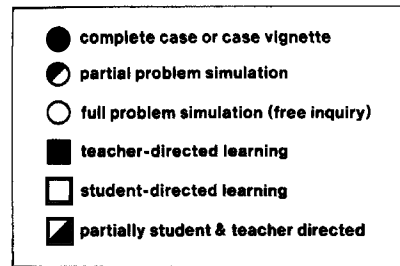 complete case or case vignette
partial problem simulation
full problem simulation (free inquiry)
teacher-directed learning
student-directed learning
partially student & teacher directed